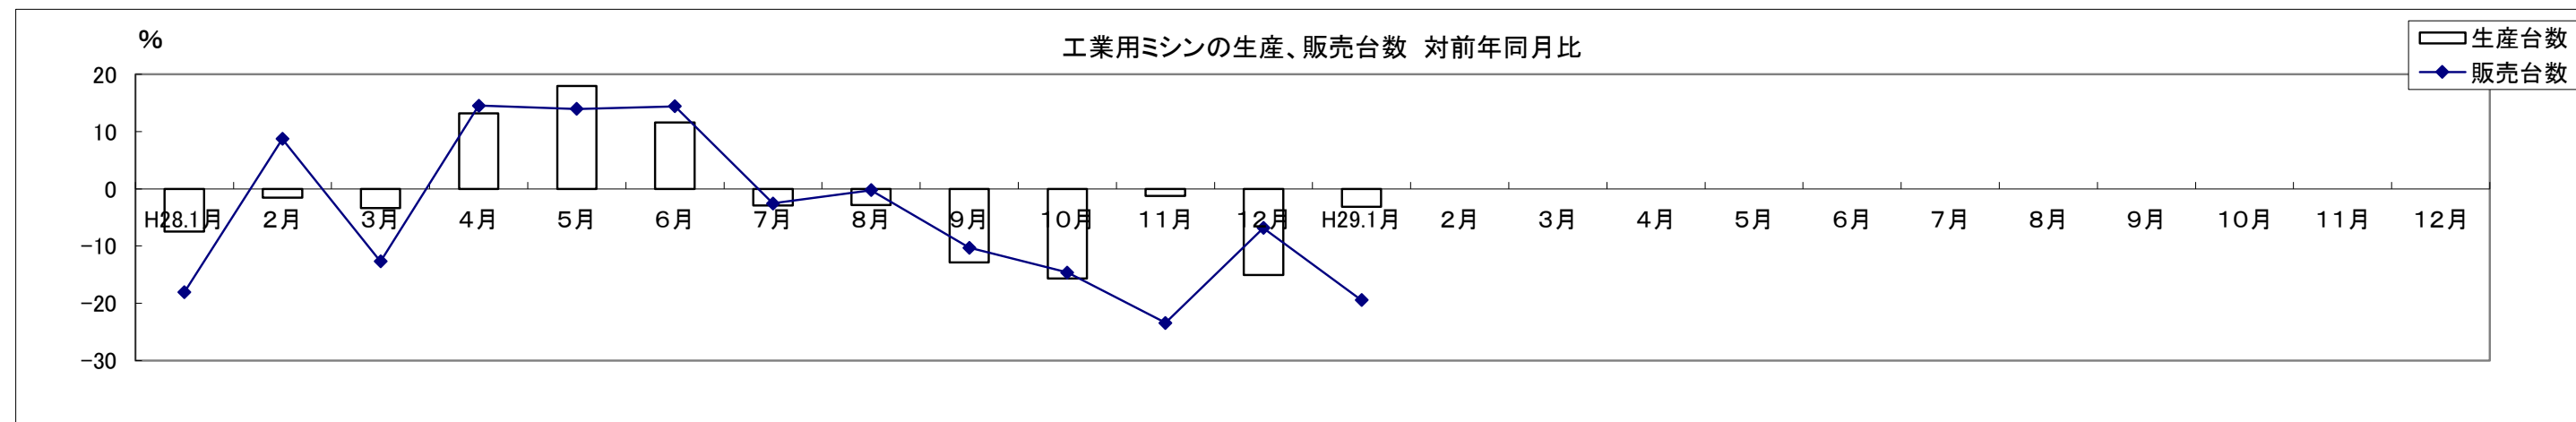 %
工業用ミシンの生産、販売台数 対前年同月比
生産台数
販売台数
20
10
0
-10
-20
-30
H28.1月 2月 3月 4月 5月 6月 7月 8月 9月 10月 11月 12月 H29.1月 2月 3月 4月 5月 6月 7月 8月 9月 10月 11月 12月